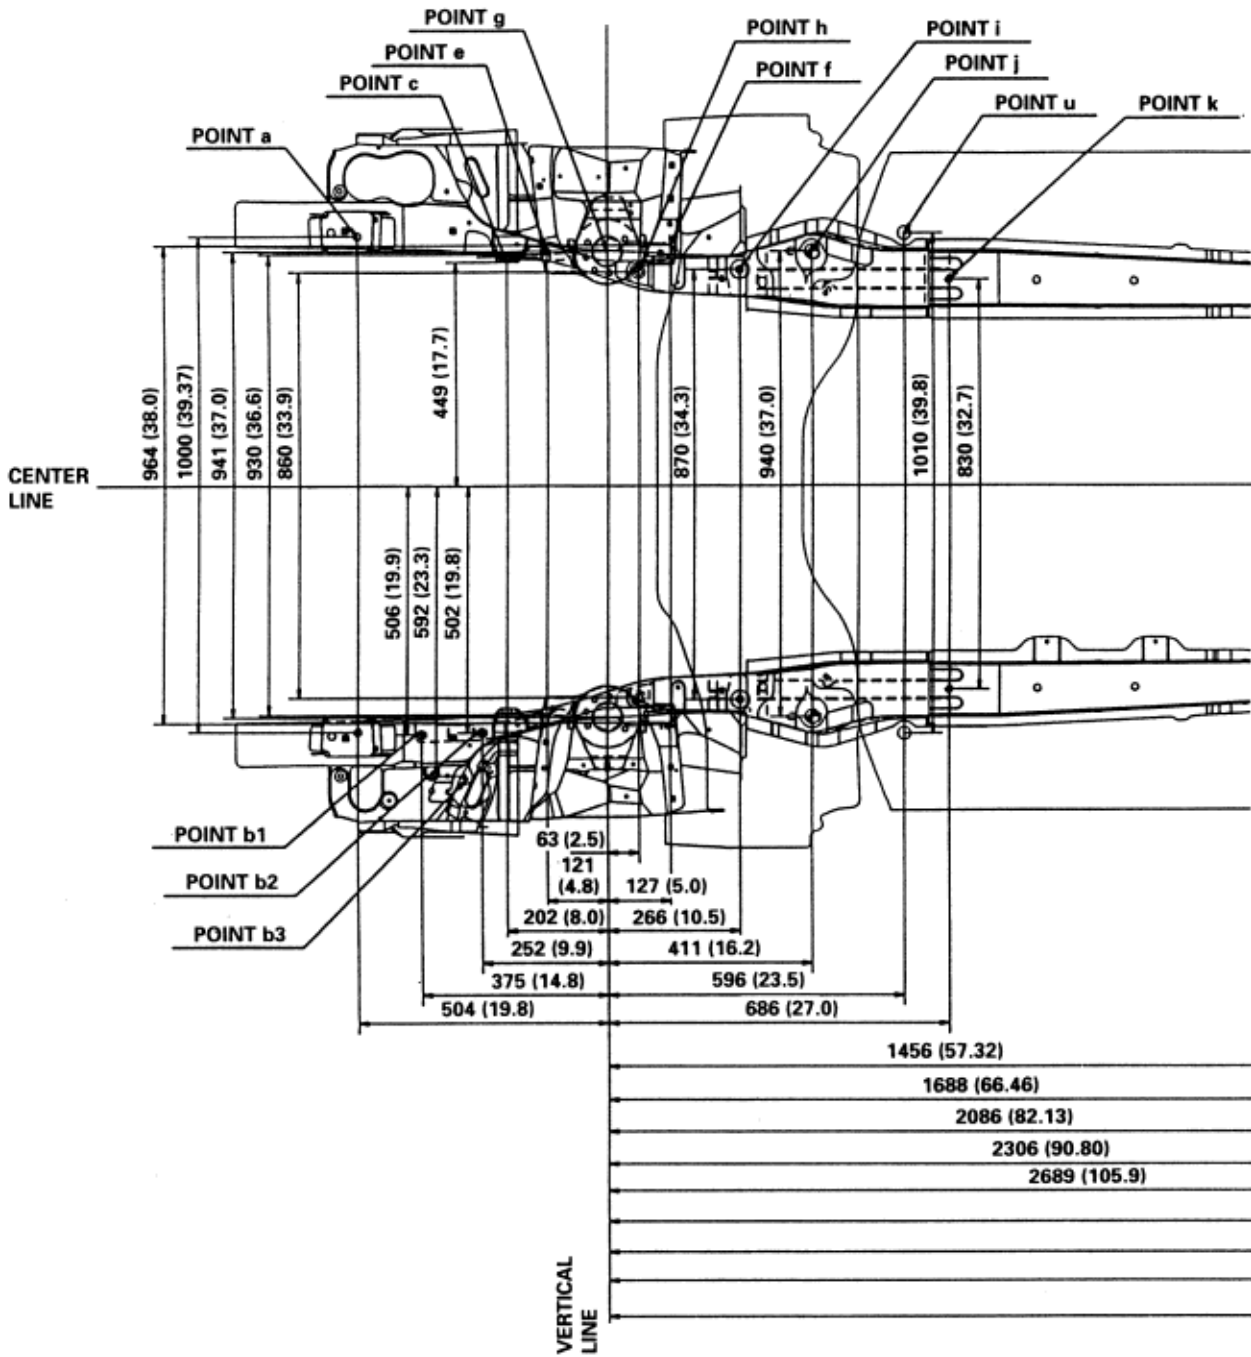 POINT g
POINT h
POINT i
POINT e
POINT j
POINT c
POINT f
POINT u
POINT k
POINT a
964 (38.0)
1000 (39.37)
941 (37.0)
930 (36.6)
860 (33.9)
449 (17.7)
870 (34.3)
940 (37.0)
1010 (39.8)
830 (32.7)
CENTER
LINE
506 (19.9)
592 (23.3)
502 (19.8)
POINT b1
POINT b2
POINT b3
63 (2.5)
121
(4.8)
127 (5.0)
202 (8.0)
266 (10.5)
252 (9.9)
411 (16.2)
375 (14.8)
596 (23.5)
504 (19.8)
686 (27.0)
1456 (57.32)
1688 (66.46)
2086 (82.13)
2306 (90.80)
2689 (105.9)
VERTICAL
LINE